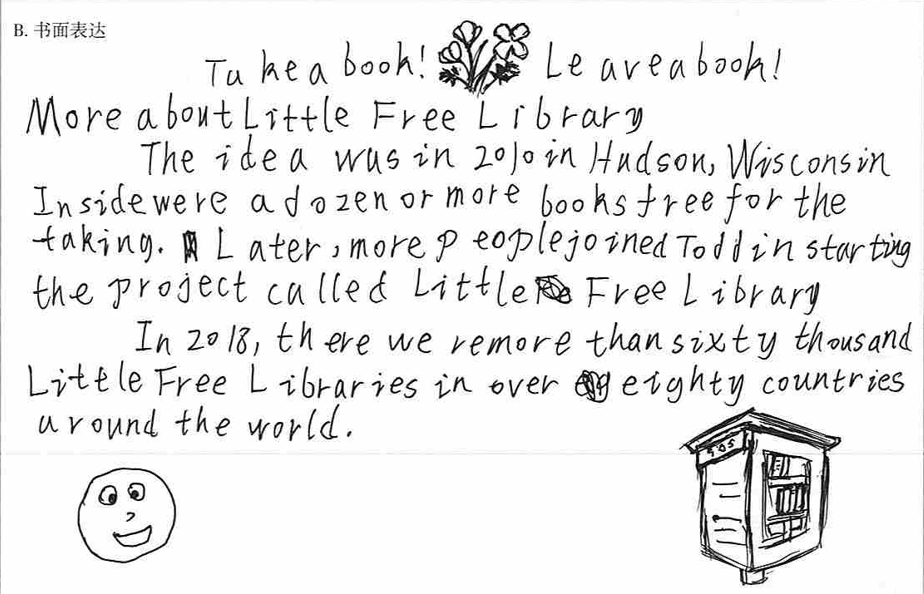 B. 书面表达
Take a book! Leave a book!
More about Little Free Library
The idea was in 2010 in Hudson, Wisconsin
Inside were a dozen or more books free for the
taking. Later, more people joined Todd in starting
the project called Little Free Library
In 2018, there were more than sixty thousand
Little Free Libraries in over eighty countries
around the world.